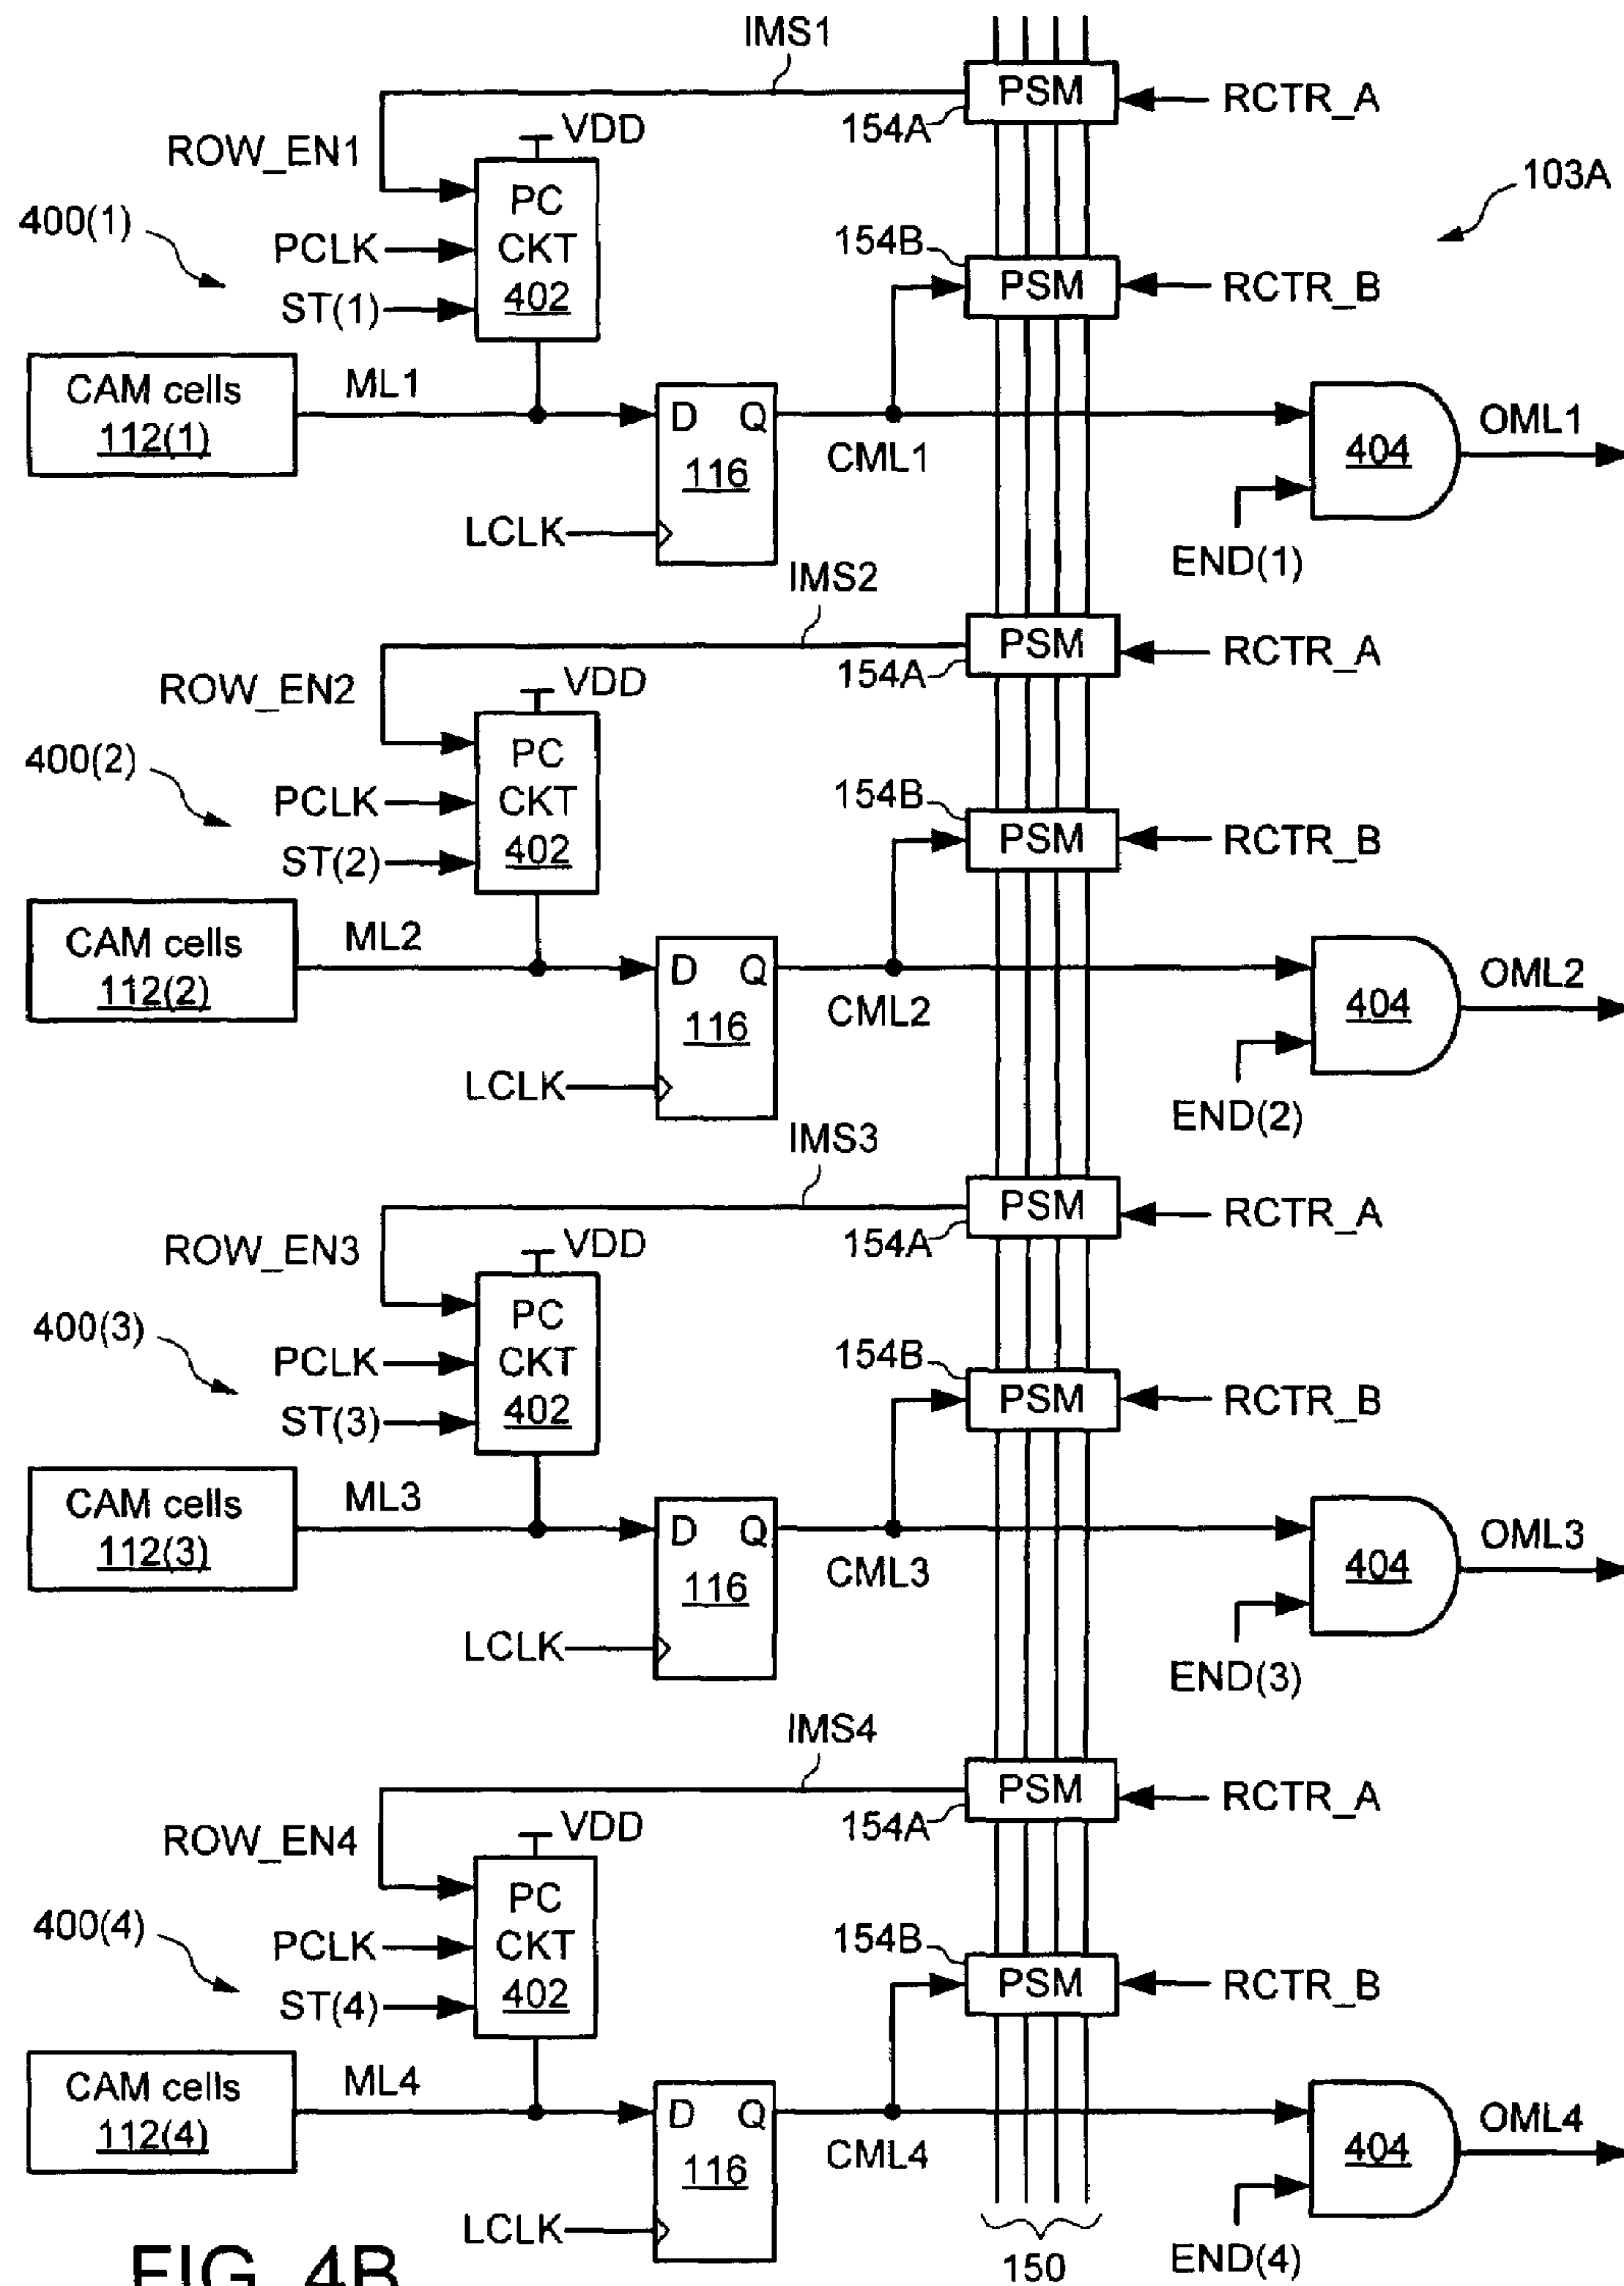 IMS1
PSM
RCTR_A
154A
VDD
ROW_EN1
103A
PC
CKT
402
400(1)
PCLK
ST(1)
154B
PSM
RCTR_B
CAM cells
112(1)
ML1
D Q
116
CML1
404
OML1
LCLK
END(1)
IMS2
PSM
RCTR_A
154A
VDD
ROW_EN2
PC
CKT
402
400(2)
PCLK
ST(2)
154B
PSM
RCTR_B
CAM cells
112(2)
ML2
D Q
116
CML2
404
OML2
LCLK
END(2)
IMS3
PSM
RCTR_A
154A
VDD
ROW_EN3
PC
CKT
402
400(3)
PCLK
ST(3)
154B
PSM
RCTR_B
CAM cells
112(3)
ML3
D Q
116
CML3
404
OML3
LCLK
END(3)
IMS4
PSM
RCTR_A
154A
VDD
ROW_EN4
PC
CKT
402
400(4)
PCLK
ST(4)
154B
PSM
RCTR_B
CAM cells
112(4)
ML4
D Q
116
CML4
404
OML4
LCLK
END(4)
150
FIG. 4B